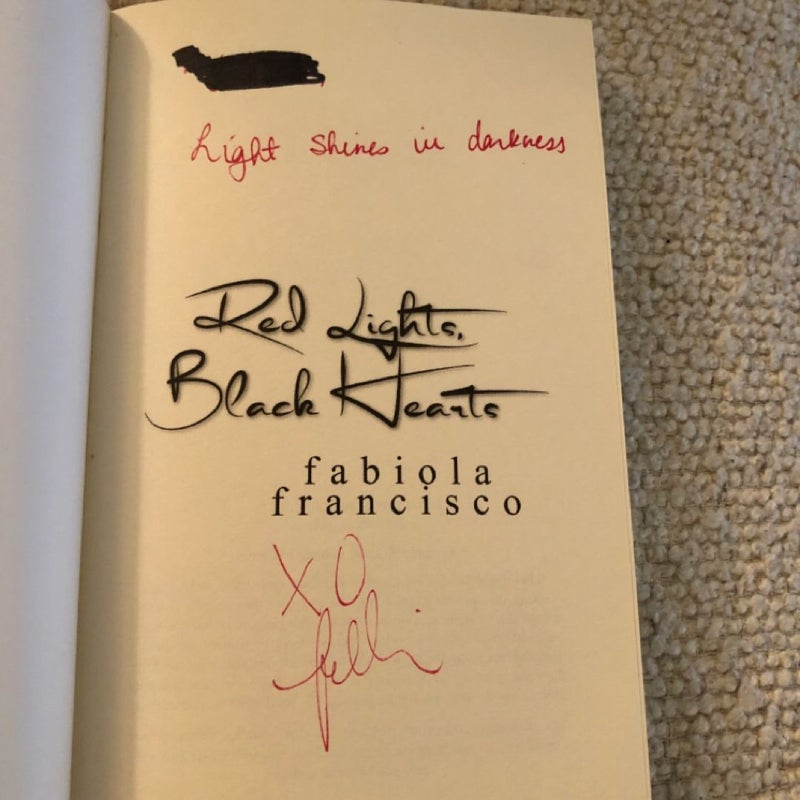 Light shines in darkness
Red Lights,
Black Hearts
fabiola
francisco
XO